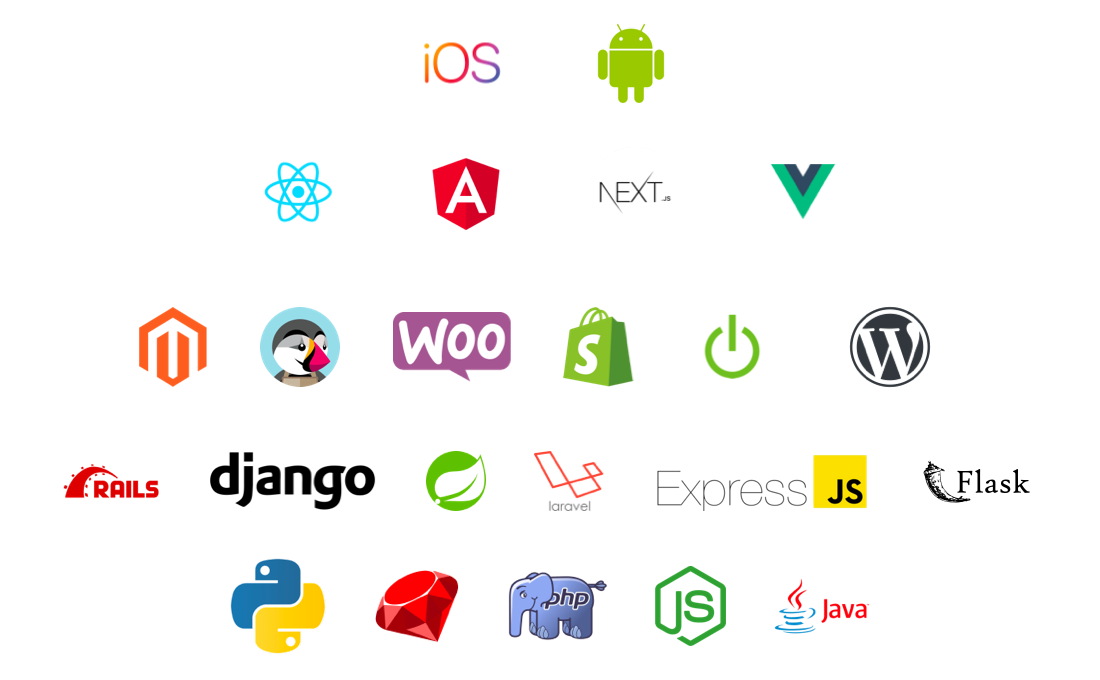 iOS
A
NEXT.JS
WOO
S
W
RAILS
django
laravel
Express JS
Flask
php
JS
Java